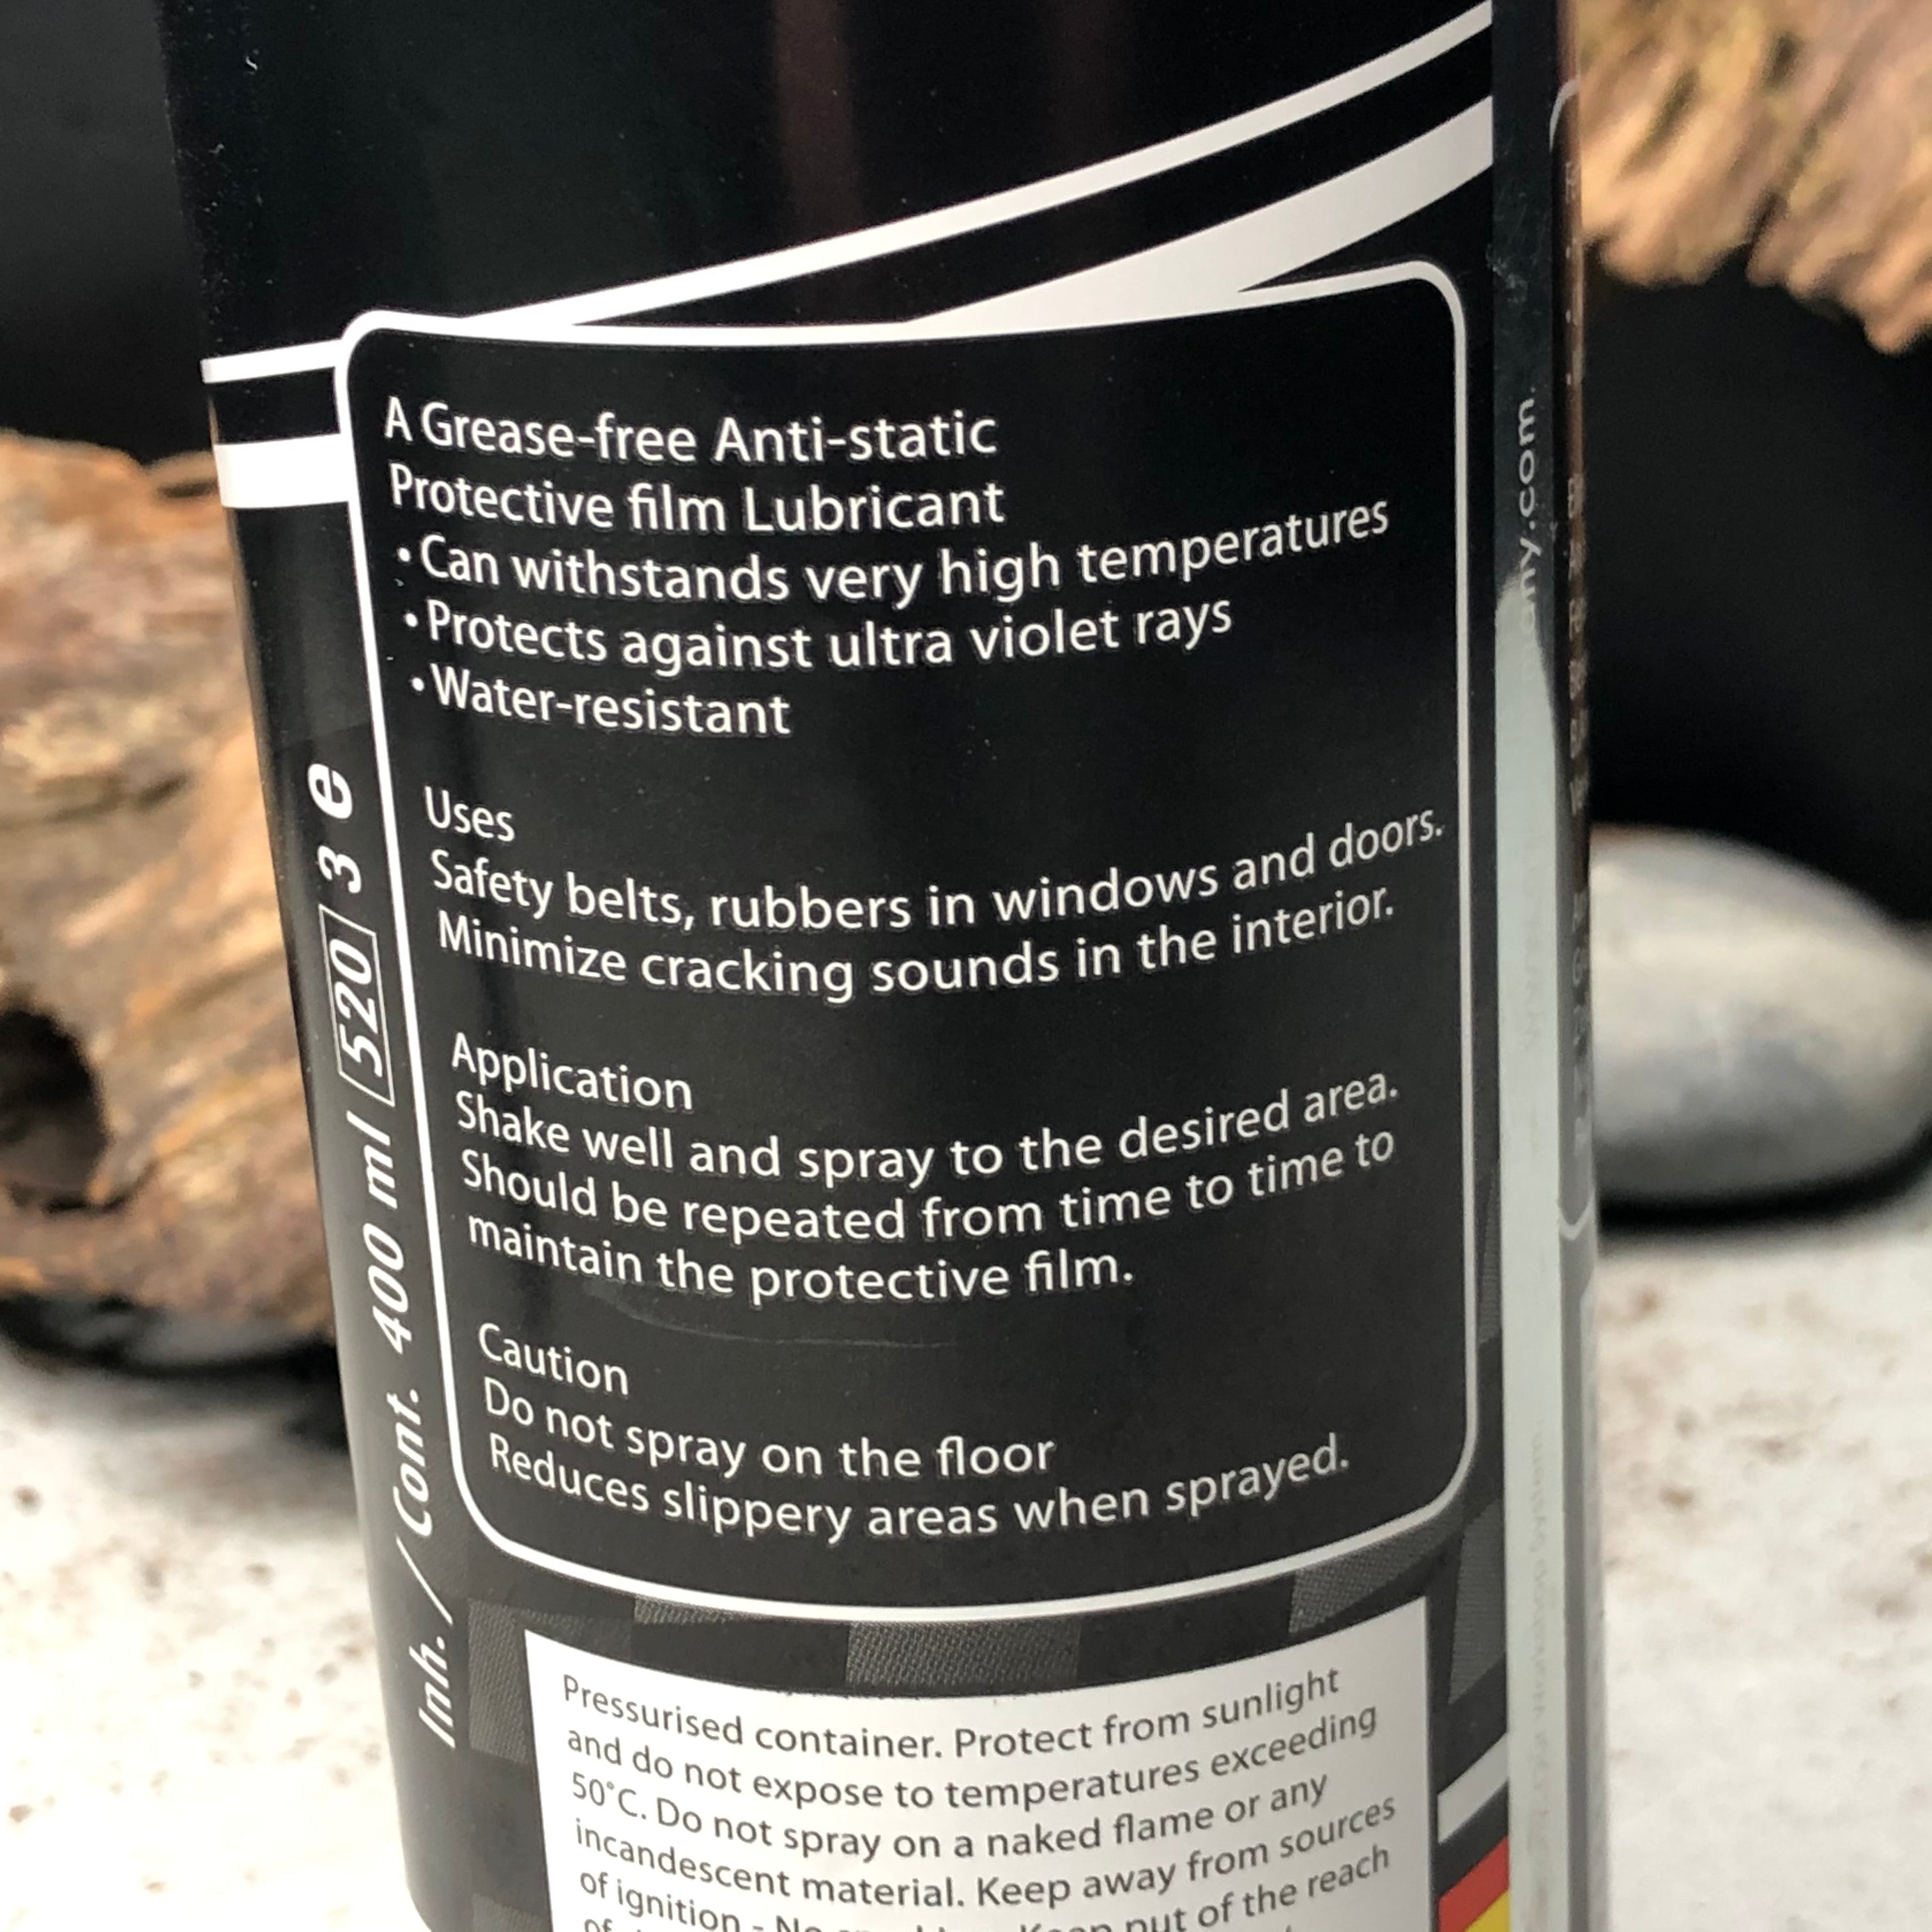 A Grease-free Anti-static
Protective film Lubricant
• Can withstands very high temperatures
• Protects against ultra violet rays
• Water-resistant
Uses
Safety belts, rubbers in windows and doors.
Minimize cracking sounds in the interior.
Application
Shake well and spray to the desired area.
Should be repeated from time to time to
maintain the protective film.
Caution
Do not spray on the floor
Reduces slippery areas when sprayed.
Inh. / Cont. 400 ml 520 3 e
Pressurised container. Protect from sunlight
and do not expose to temperatures exceeding
50°C. Do not spray on a naked flame or any
incandescent material. Keep away from sources
of ignition - No out of the reach